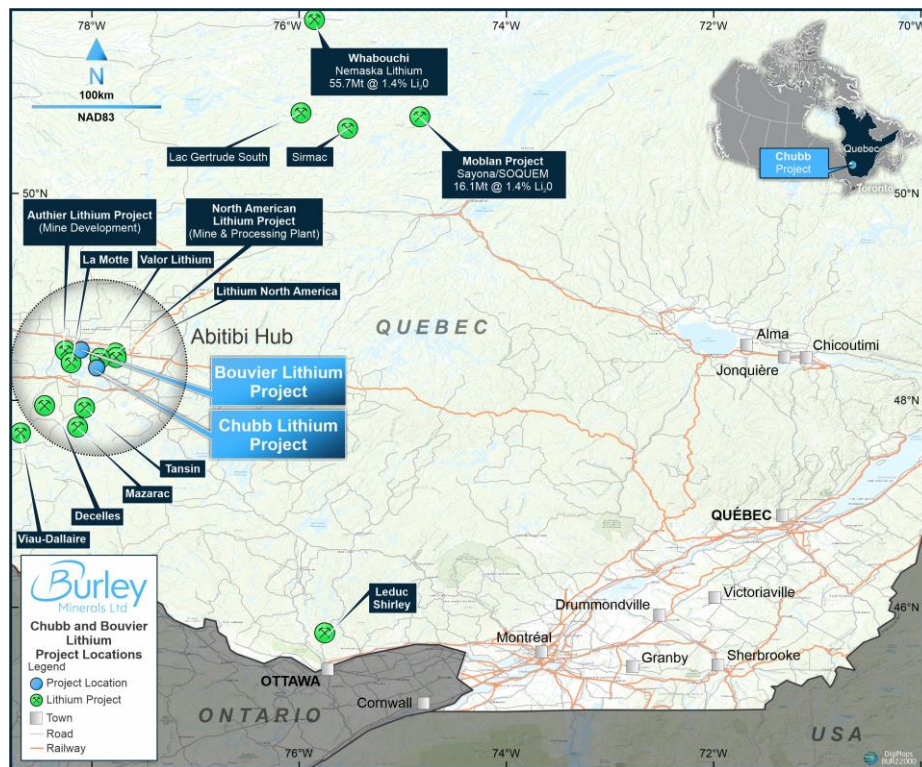 78°W
76°W
74°W
72°W
70°W
N
100km
NAD83
Whabouchi
Nemaska Lithium
55.7Mt @ 1.4% Li₂0
Lac Gertrude South
Sirmac
Moblan Project
Sayona/SOQUEM
16.1Mt @ 1.4% Li₂0
Quebec
Chubb
Project
Toronto
50°N
50°N
Authier Lithium Project
(Mine Development)
North American
Lithium Project
(Mine & Processing Plant)
La Motte
Valor Lithium
Lithium North America
Abitibi Hub
QUEBEC
Bouvier Lithium
Project
Chubb Lithium
Project
Alma
Chicoutimi
Jonquière
48°N
Tansin
Mazarac
Decelles
Viau-Dallaire
QUÉBEC
Burley
Minerals Ltd
Chubb and Bouvier
Lithium
Project Locations
Legend
Project Location
Lithium Project
Town
Road
Railway
Leduc
Shirley
Drummondville
Victoriaville
46°N
Montréal
Granby
Sherbrooke
OTTAWA
Cornwall
ONTARIO
USA
76°W
74°W
72°W
DigiMaps
BUR22000